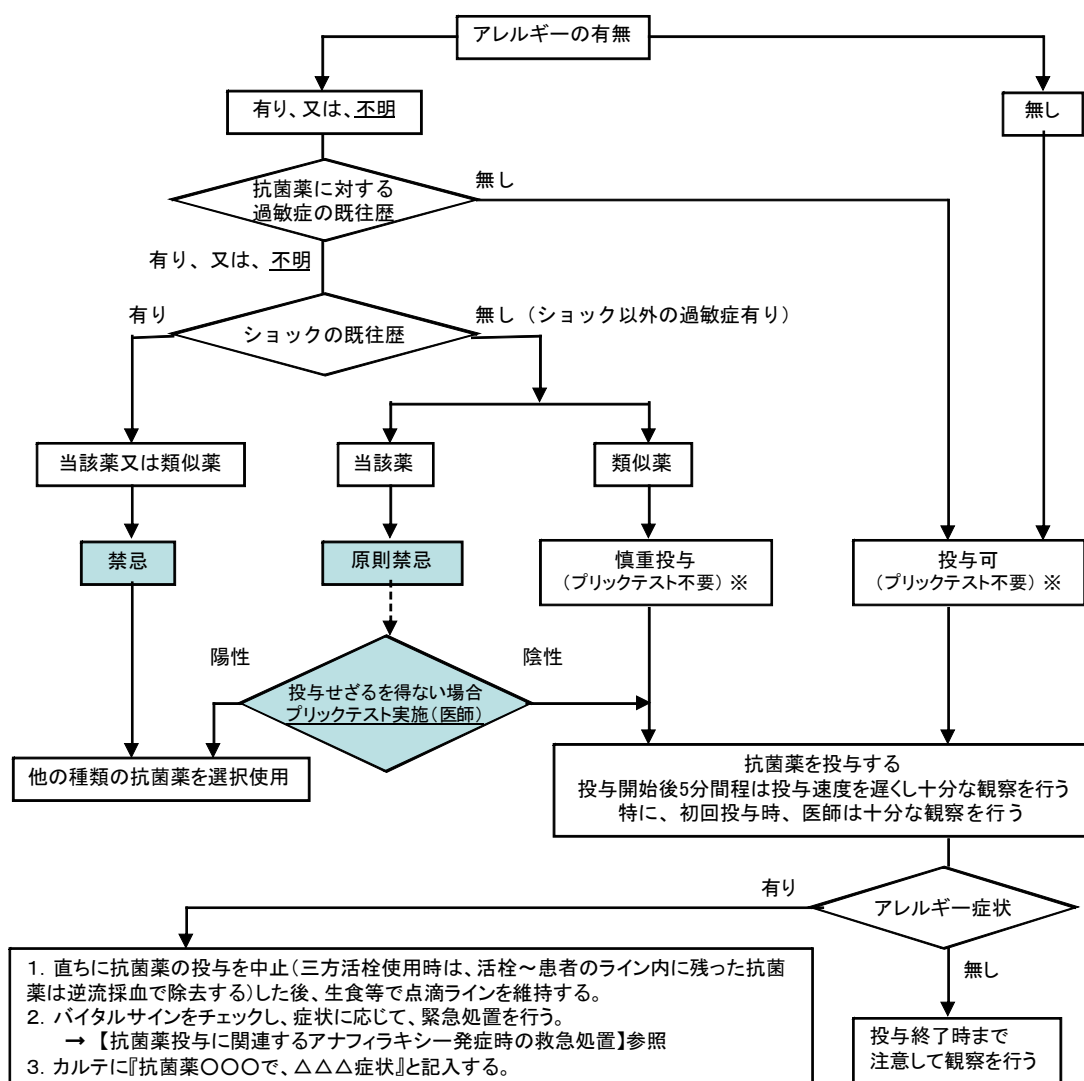 アレルギーの有無
有り、又は、不明
無し
抗菌薬に対する
過敏症の既往歴
無し
有り、又は、不明
ショックの既往歴
有り
無し（ショック以外の過敏症有り）
当該薬又は類似薬
当該薬
類似薬
禁忌
原則禁忌
慎重投与
（プリックテスト不要）※
投与可
（プリックテスト不要）※
陽性
陰性
投与せざるを得ない場合
プリックテスト実施（医師）
他の種類の抗菌薬を選択使用
抗菌薬を投与する
投与開始後5分間程は投与速度を遅くし十分な観察を行う
特に、初回投与時、医師は十分な観察を行う
有り
アレルギー症状
無し
1. 直ちに抗菌薬の投与を中止（三方活栓使用時は、活栓～患者のライン内に残った抗菌
薬は逆流採血で除去する）した後、生食等で点滴ラインを維持する。
2. バイタルサインをチェックし、症状に応じて、緊急処置を行う。
→ 【抗菌薬投与に関連するアナフィラキシー発症時の救急処置】参照
3. カルテに『抗菌薬〇〇〇で、△△△症状』と記入する。
投与終了時まで
注意して観察を行う